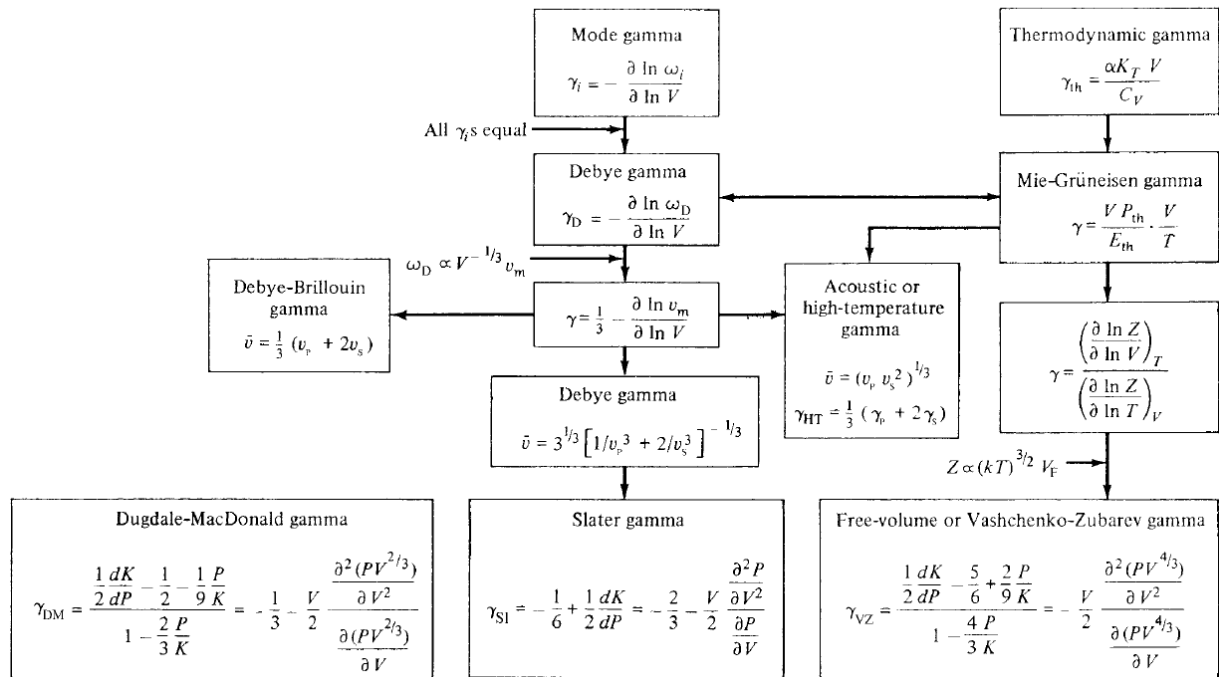 Mode gamma
γ_i = − ∂ ln ω_i / ∂ ln V
Thermodynamic gamma
γ_th = αK_T V / C_V
All γ_i s equal
Debye gamma
γ_D = − ∂ ln ω_D / ∂ ln V
Mie-Grüneisen gamma
γ = V P_th / E_th · V / T
ω_D ∝ V^−1/3 v_m
Debye-Brillouin
gamma
v̄ = 1/3 (v_P + 2v_S)
γ = 1/3 − ∂ ln v_m / ∂ ln V
Acoustic or
high-temperature
gamma
v̄ = (v_P v_S^2)^1/3
γ_HT = 1/3 (γ_P + 2γ_S)
γ = (∂ ln Z / ∂ ln V)_T / (∂ ln Z / ∂ ln T)_V
Debye gamma
v̄ = 3^1/3 [1/v_P^3 + 2/v_S^3]^−1/3
Z ∝ (kT)^3/2 V_F
Dugdale-MacDonald gamma
γ_DM = (1/2 dK/dP − 1/2 − 1/9 P/K) / (1 − 2/3 P/K) = −1/3 − V/2 (∂^2(PV^2/3)/∂V^2) / (∂(PV^2/3)/∂V)
Slater gamma
γ_Sl = −1/6 + 1/2 dK/dP = −2/3 − V/2 (∂^2P/∂V^2) / (∂P/∂V)
Free-volume or Vashchenko-Zubarev gamma
γ_VZ = (1/2 dK/dP − 5/6 + 2/9 P/K) / (1 − 4/3 P/K) = − V/2 (∂^2(PV^4/3)/∂V^2) / (∂(PV^4/3)/∂V)